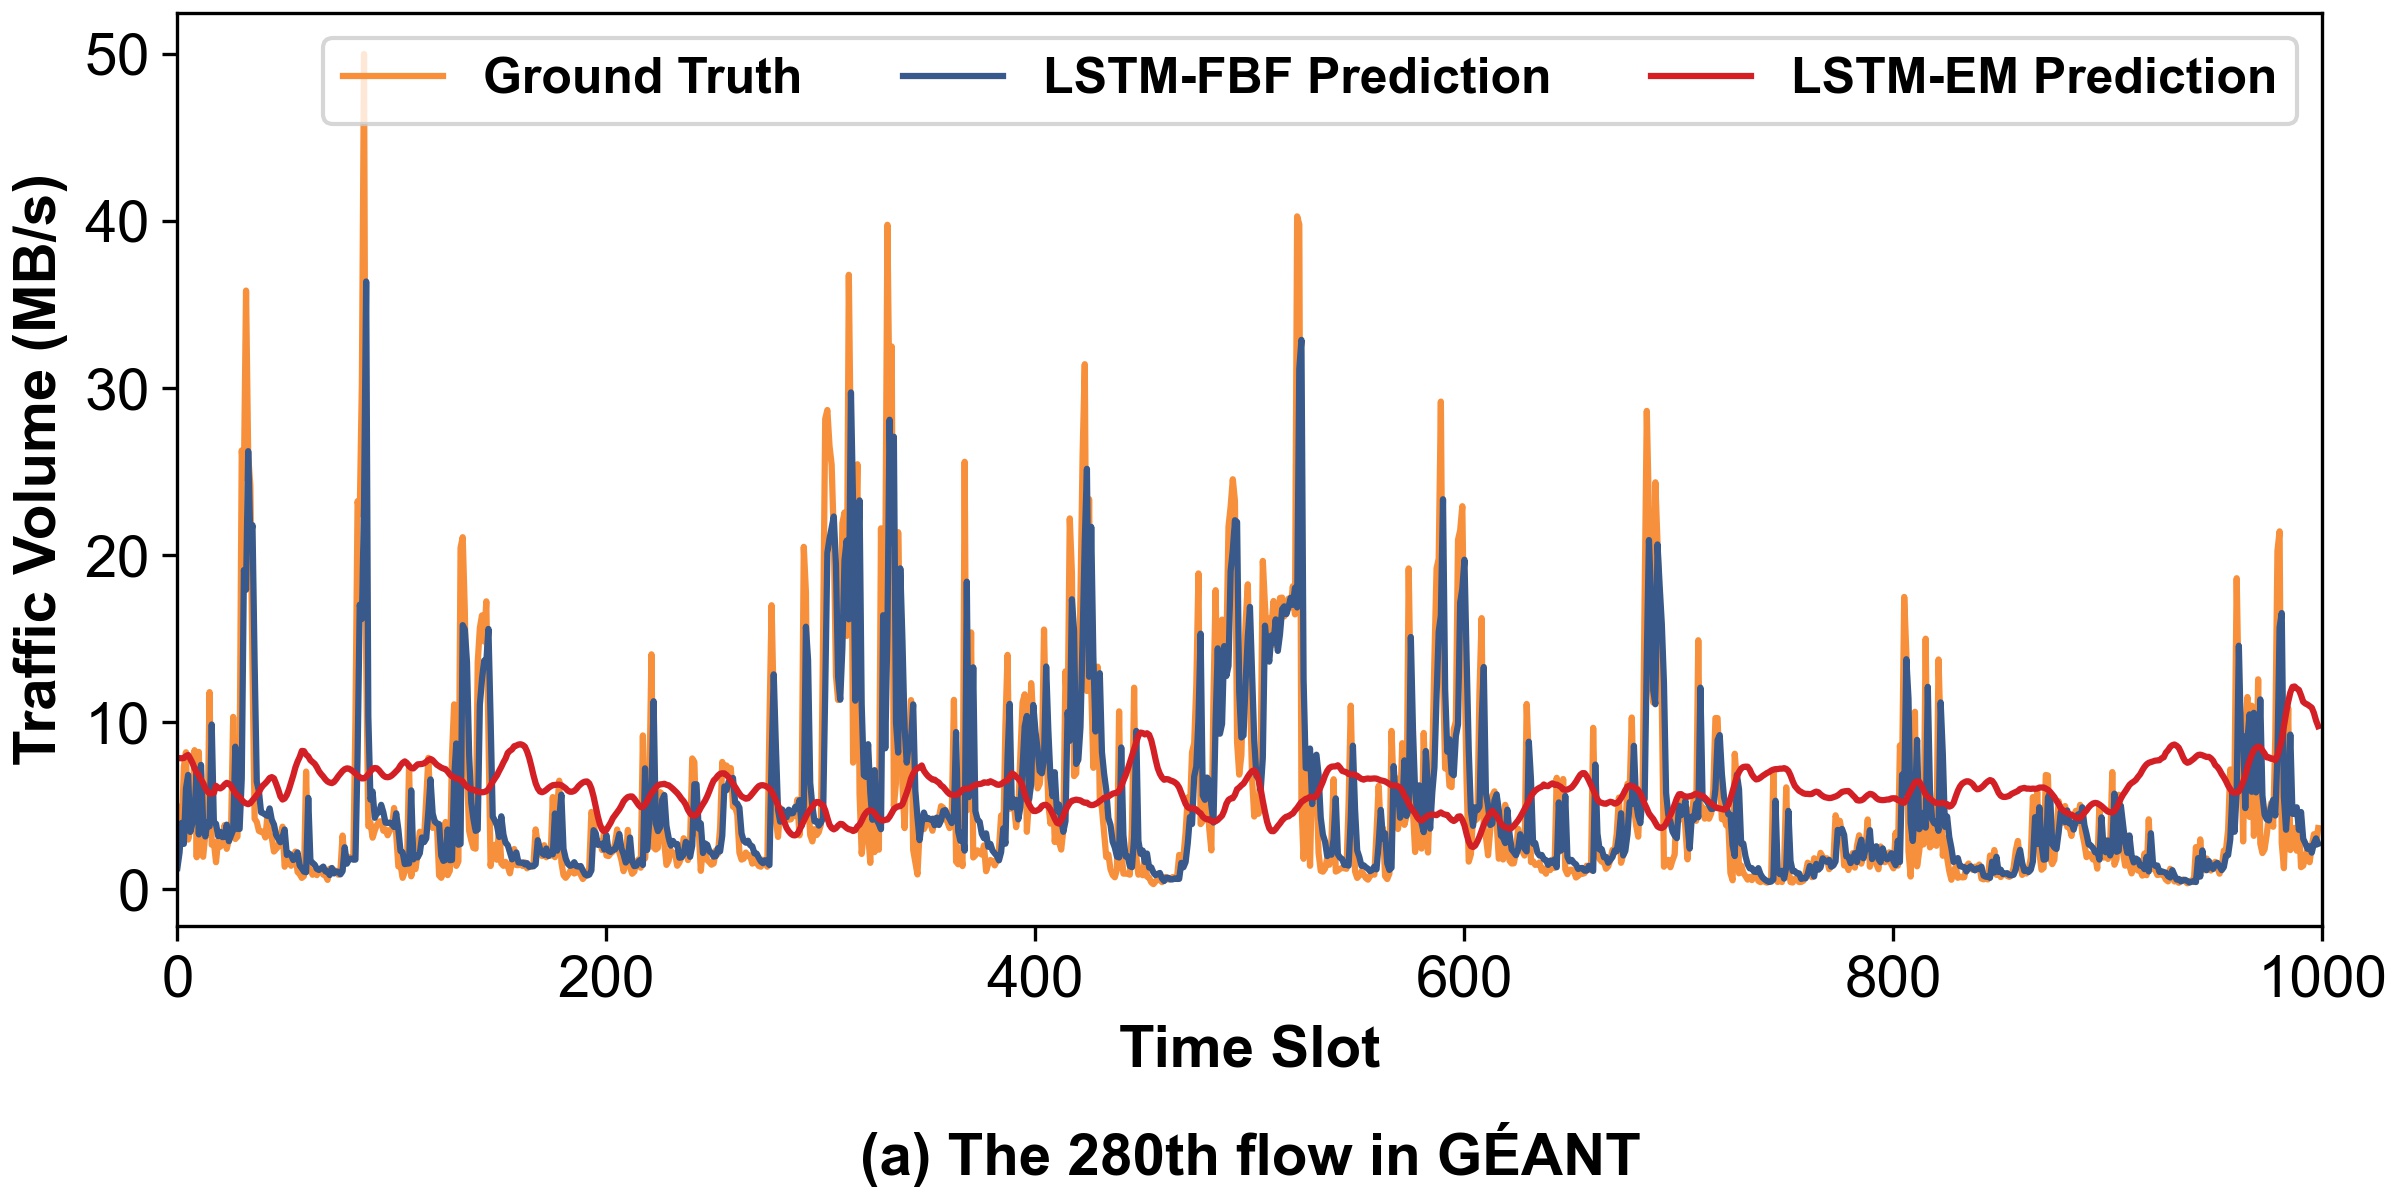 Ground Truth LSTM-FBF Prediction LSTM-EM Prediction
Traffic Volume (MB/s)
50
40
30
20
10
0
0 200 400 600 800 1000
Time Slot
(a) The 280th flow in GÉANT